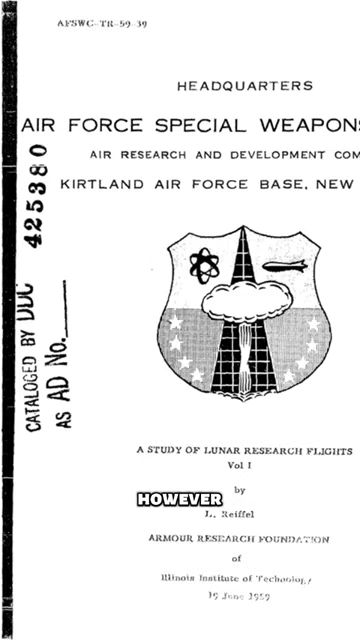 AFSWC-TR-59-39
HEADQUARTERS
AIR FORCE SPECIAL WEAPONS
AIR RESEARCH AND DEVELOPMENT COM
KIRTLAND AIR FORCE BASE, NEW
CATALOGED BY DDC 425380
AS AD No.
A STUDY OF LUNAR RESEARCH FLIGHTS
Vol I
by
HOWEVER
L. Reiffel
ARMOUR RESEARCH FOUNDATION
of
Illinois Institute of Technology
19 June 1959